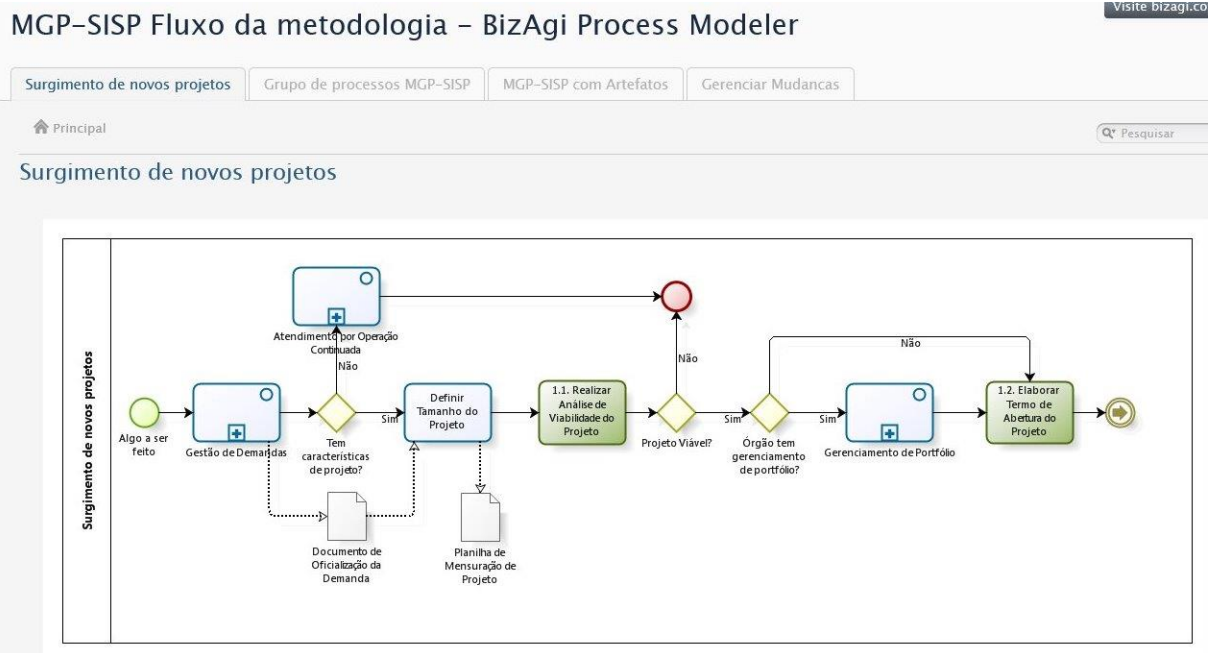 Visite bizagi.co
MGP-SISP Fluxo da metodologia - BizAgi Process Modeler
Surgimento de novos projetos
Grupo de processos MGP-SISP
MGP-SISP com Artefatos
Gerenciar Mudancas
Principal
Pesquisar
Surgimento de novos projetos
Surgimento de novos projetos
Algo a ser
feito
Gestão de Demandas
Atendimento por Operação
Continuada
Não
Tem
características
de projeto?
Sim
Definir
Tamanho do
Projeto
Documento de
Oficialização da
Demanda
Planilha de
Mensuração de
Projeto
1.1. Realizar
Análise de
Viabilidade do
Projeto
Projeto Viável?
Não
Sim
Órgão tem
gerenciamento
de portfólio?
Não
Sim
Gerenciamento de Portfólio
1.2. Elaborar
Termo de
Abertura do
Projeto